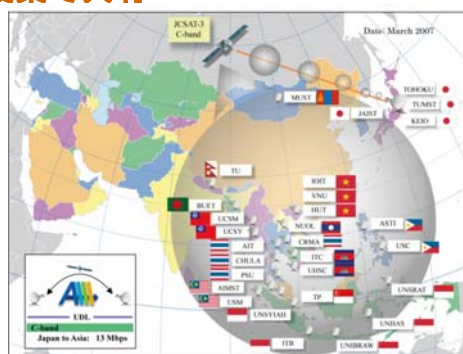 JCSAT-3
C-band
Date: March 2007
TOHOKU
TUMST
KEIO
MUST
JAIST
TU
IOIT
VNU
HUT
BUET
UCSM
UCSY
NUOL
CRMA
ASTI
AIT
CHULA
PSU
ITC
UHSC
USC
AIMST
USM
TP
UNSRAT
UNSYIAH
UNHAS
ITB
UNIBRAW
UDL
C-band
Japan to Asia: 13 Mbps